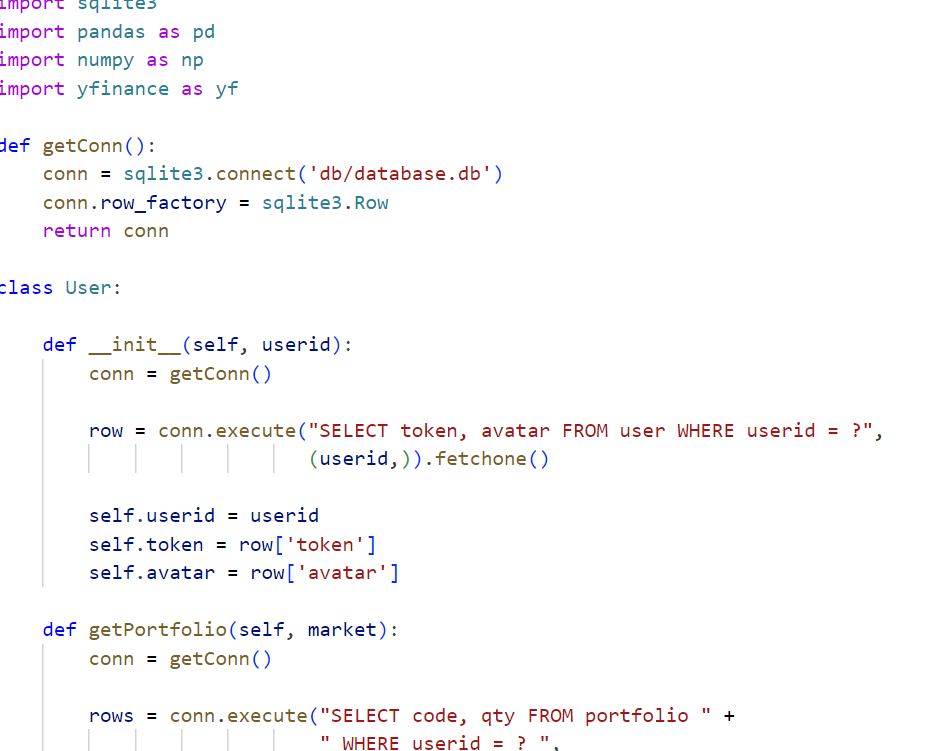 import sqlite3
import pandas as pd
import numpy as np
import yfinance as yf
def getConn():
    conn = sqlite3.connect('db/database.db')
    conn.row_factory = sqlite3.Row
    return conn
class User:
    def __init__(self, userid):
        conn = getConn()
        row = conn.execute("SELECT token, avatar FROM user WHERE userid = ?",
                           (userid,)).fetchone()
        self.userid = userid
        self.token = row['token']
        self.avatar = row['avatar']
    def getPortfolio(self, market):
        conn = getConn()
        rows = conn.execute("SELECT code, qty FROM portfolio " +
                            " WHERE userid = ? ",